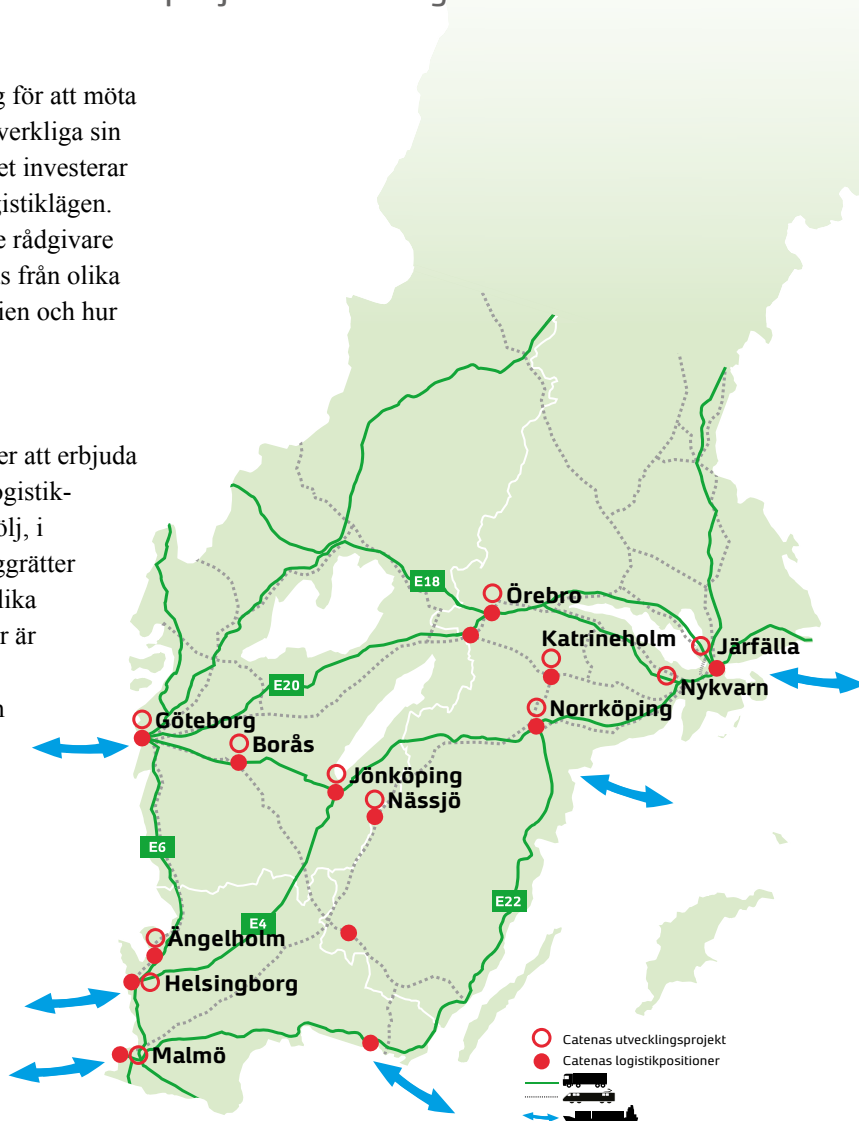 g för att möta
verkliga sin
et investerar
gistiklägen.
e rådgivare
s från olika
ien och hur
er att erbjuda
ogistik-
ölj, i
ggrätter
lika
r är
n
E18
Örebro
Katrineholm
Järfälla
E20
Nykvarn
Göteborg
Norrköping
Borås
Jönköping
Nässjö
E6
E22
E4
Ängelholm
Helsingborg
Malmö
Catenas utvecklingsprojekt
Catenas logistikpositioner